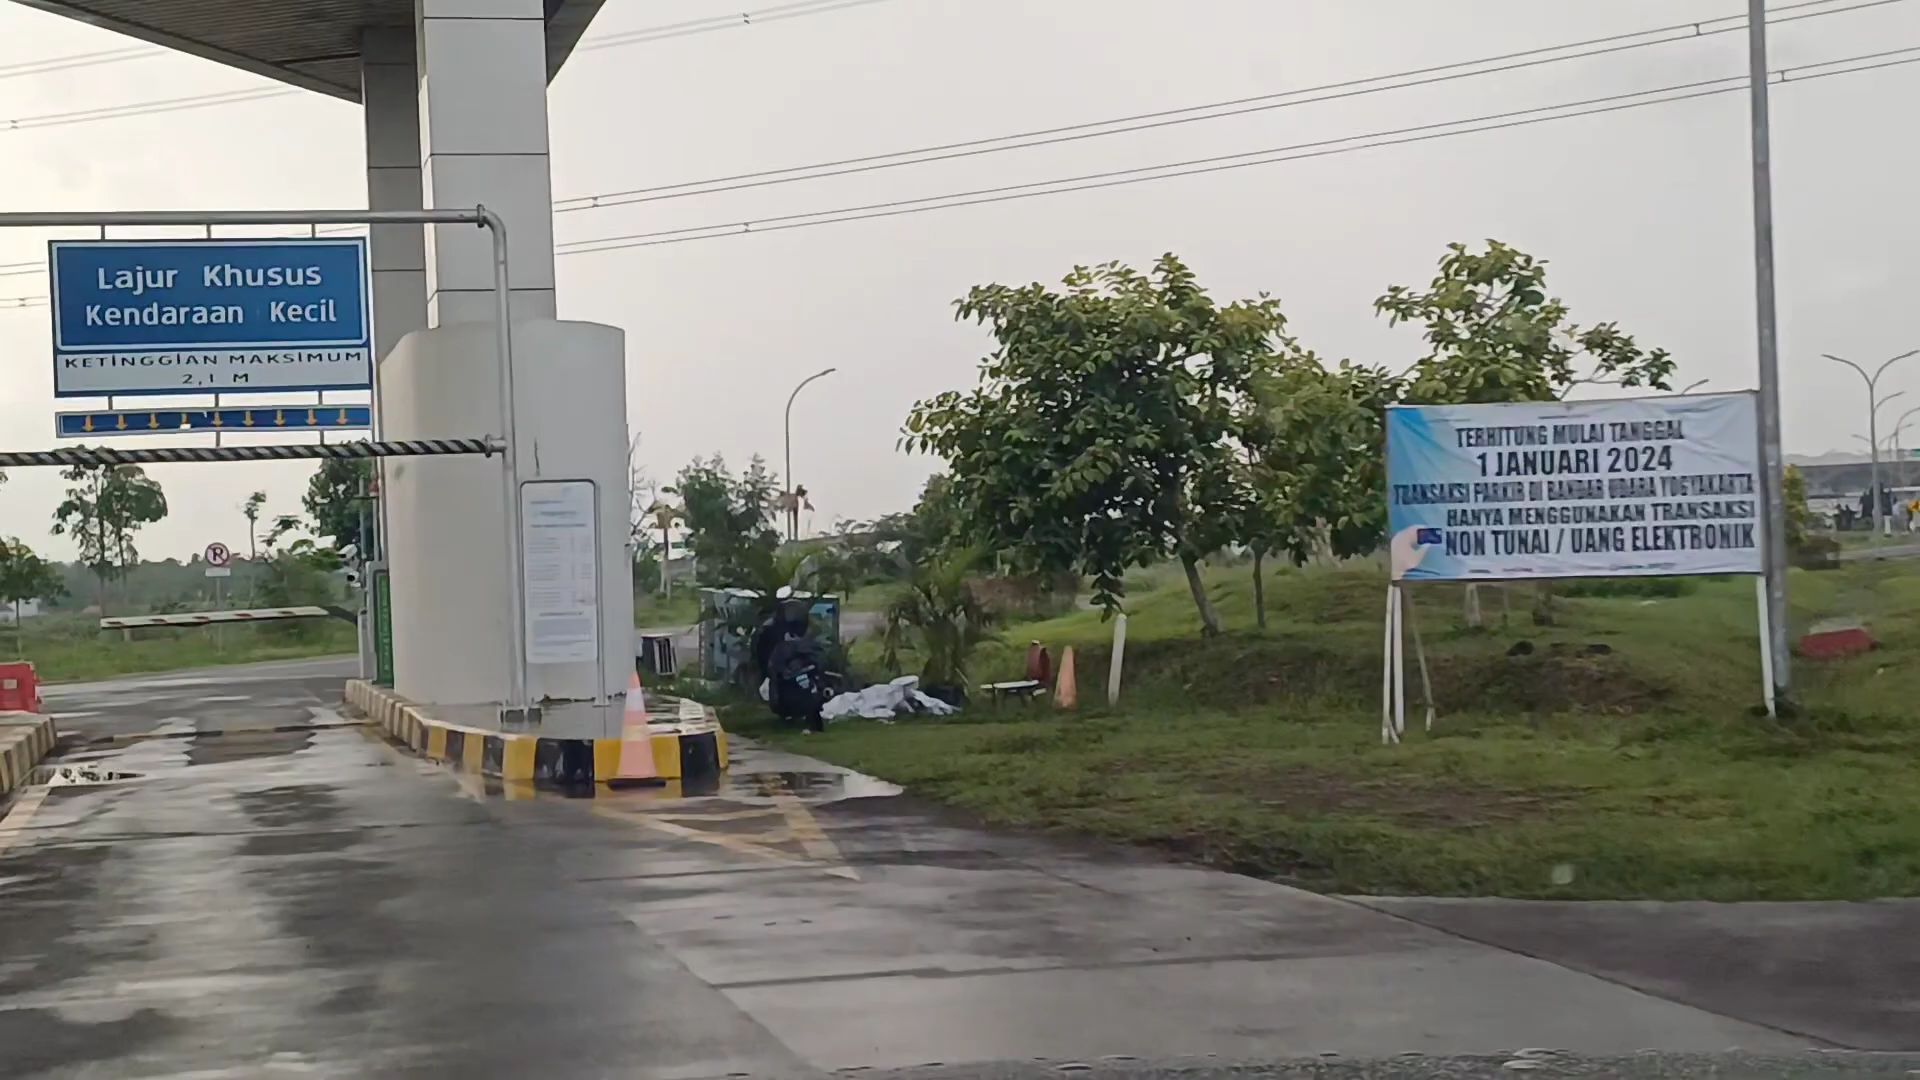 Lajur Khusus
Kendaraan Kecil
KETINGGIAN MAKSIMUM
2,1 M
TERHITUNG MULAI TANGGAL
1 JANUARI 2024
TRANSAKSI PARKIR DI BANDAR UDARA YOGYAKARTA
HANYA MENGGUNAKAN TRANSAKSI
NON TUNAI / UANG ELEKTRONIK